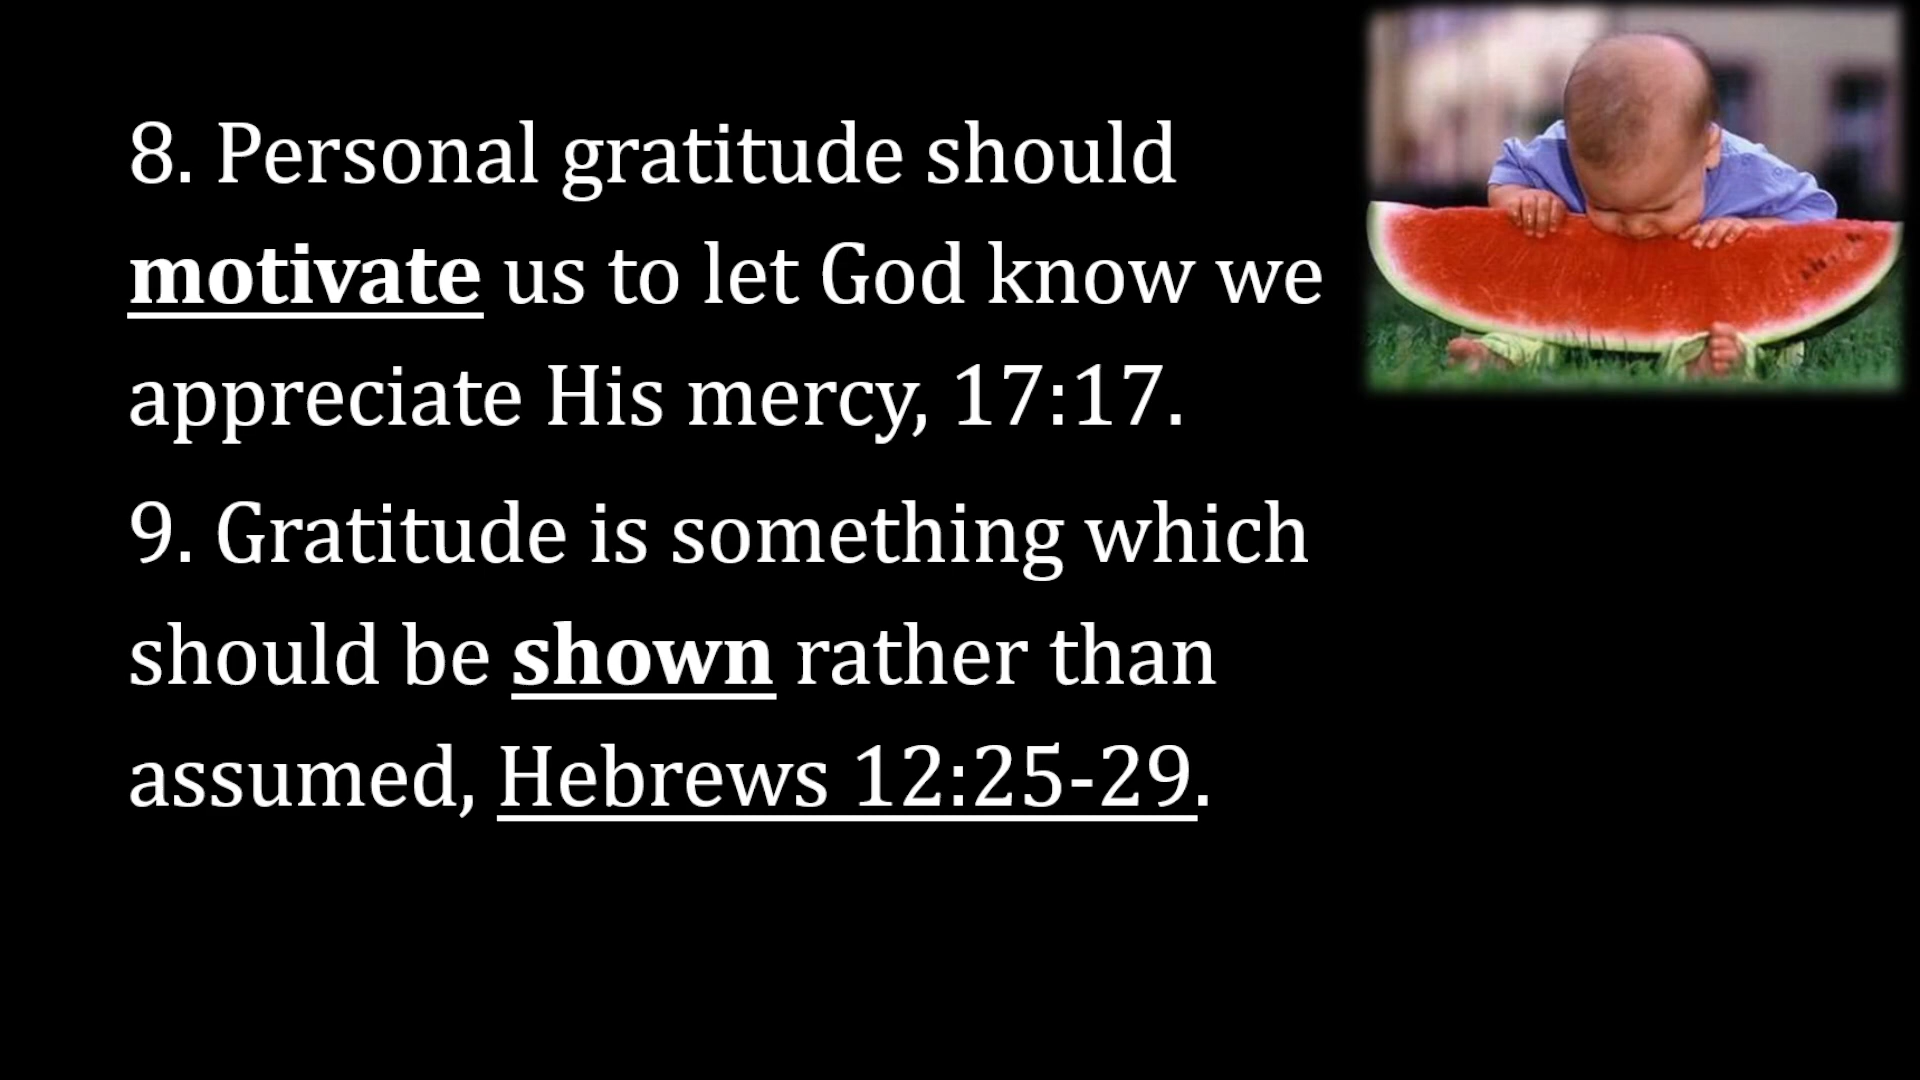 8. Personal gratitude should
motivate us to let God know we
appreciate His mercy, 17:17.
9. Gratitude is something which
should be shown rather than
assumed, Hebrews 12:25-29.